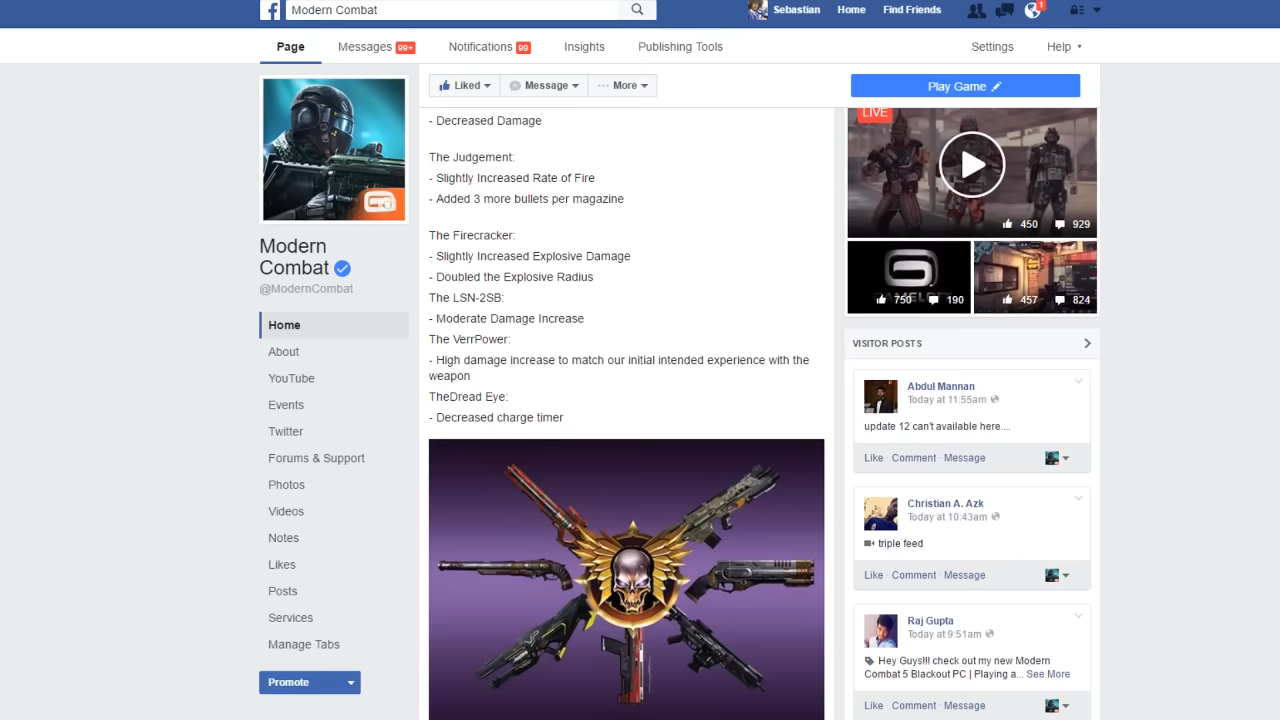 Modern Combat
Sebastian Home Find Friends 1
Page Messages 99+ Notifications 99 Insights Publishing Tools Settings Help
Liked Message More Play Game
Modern
Combat
@ModernCombat
Home
About
YouTube
Events
Twitter
Forums & Support
Photos
Videos
Notes
Likes
Posts
Services
Manage Tabs
Promote
- Decreased Damage
The Judgement:
- Slightly Increased Rate of Fire
- Added 3 more bullets per magazine
The Firecracker:
- Slightly Increased Explosive Damage
- Doubled the Explosive Radius
The LSN-2SB:
- Moderate Damage Increase
The VerrPower:
- High damage increase to match our initial intended experience with the
weapon
TheDread Eye:
- Decreased charge timer
LIVE
450 929
GAMELOFT
750 190
457 824
VISITOR POSTS
Abdul Mannan
Today at 11:55am
update 12 can't available here....
Like · Comment · Message
Christian A. Azk
Today at 10:43am
triple feed
Like · Comment · Message
Raj Gupta
Today at 9:51am
Hey Guys!!! check out my new Modern
Combat 5 Blackout PC | Playing a... See More
Like · Comment · Message